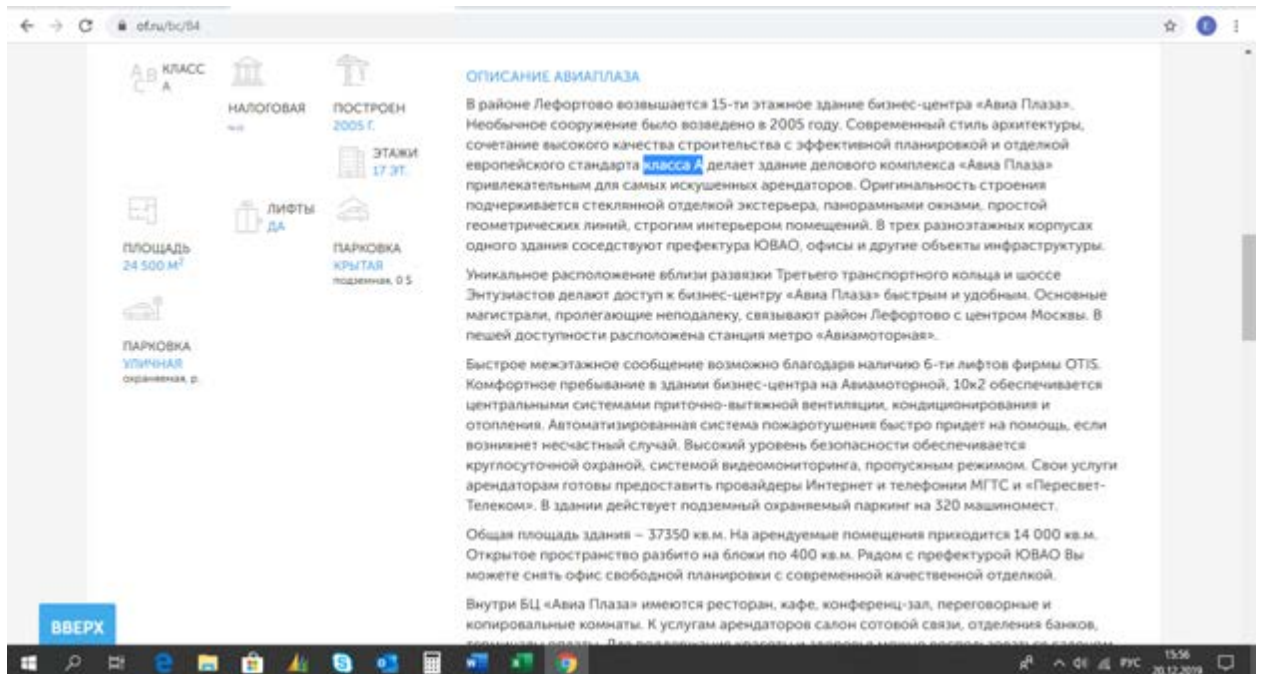 of.ru/bc/84
КЛАСС
А
НАЛОГОВАЯ
ПОСТРОЕН
2005 Г.
ЭТАЖИ
17 ЭТ.
ПЛОЩАДЬ
24 500 М²
ЛИФТЫ
ДА
ПАРКОВКА
КРЫТАЯ
подземная, 0 $
ПАРКОВКА
УЛИЧНАЯ
охраняемая, р.
ВВЕРХ
ОПИСАНИЕ АВИАПЛАЗА
В районе Лефортово возвышается 15-ти этажное здание бизнес-центра «Авиа Плаза».
Необычное сооружение было возведено в 2005 году. Современный стиль архитектуры,
сочетание высокого качества строительства с эффективной планировкой и отделкой
европейского стандарта класса А делает здание делового комплекса «Авиа Плаза»
привлекательным для самых искушенных арендаторов. Оригинальность строения
подчеркивается стеклянной отделкой экстерьера, панорамными окнами, простой
геометрических линий, строгим интерьером помещений. В трех разноэтажных корпусах
одного здания соседствуют префектура ЮВАО, офисы и другие объекты инфраструктуры.
Уникальное расположение вблизи развязки Третьего транспортного кольца и шоссе
Энтузиастов делают доступ к бизнес-центру «Авиа Плаза» быстрым и удобным. Основные
магистрали, пролегающие неподалеку, связывают район Лефортово с центром Москвы. В
пешей доступности расположена станция метро «Авиамоторная».
Быстрое межэтажное сообщение возможно благодаря наличию 6-ти лифтов фирмы OTIS.
Комфортное пребывание в здании бизнес-центра на Авиамоторной, 10к2 обеспечивается
центральными системами приточно-вытяжной вентиляции, кондиционирования и
отопления. Автоматизированная система пожаротушения быстро придет на помощь, если
возникнет несчастный случай. Высокий уровень безопасности обеспечивается
круглосуточной охраной, системой видеомониторинга, пропускным режимом. Свои услуги
арендаторам готовы предоставить провайдеры Интернет и телефонии МГТС и «Пересвет-
Телеком». В здании действует подземный охраняемый паркинг на 320 машиномест.
Общая площадь здания – 37350 кв.м. На арендуемые помещения приходится 14 000 кв.м.
Открытое пространство разбито на блоки по 400 кв.м. Рядом с префектурой ЮВАО Вы
можете снять офис свободной планировки с современной качественной отделкой.
Внутри БЦ «Авиа Плаза» имеются ресторан, кафе, конференц-зал, переговорные и
копировальные комнаты. К услугам арендаторов салон сотовой связи, отделения банков,
РУС
15:56
20.12.2019